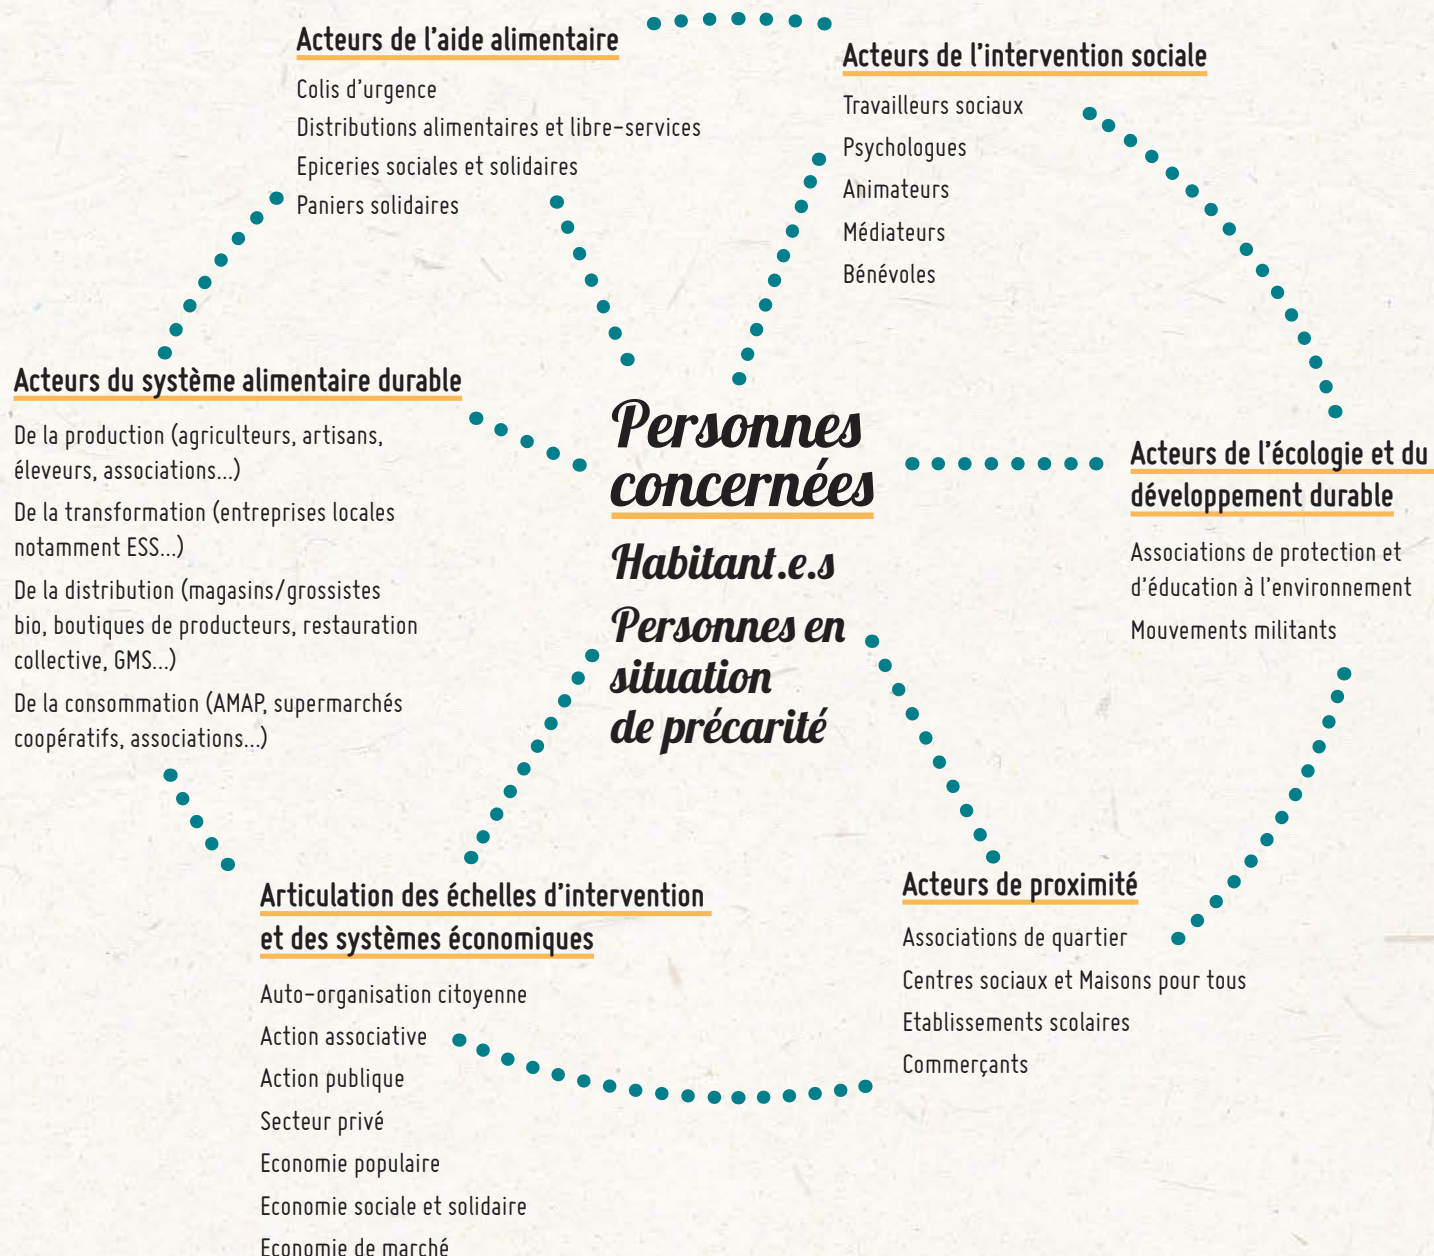 Acteurs de l'aide alimentaire
Colis d'urgence
Distributions alimentaires et libre-services
Epiceries sociales et solidaires
Paniers solidaires
Acteurs de l'intervention sociale
Travailleurs sociaux
Psychologues
Animateurs
Médiateurs
Bénévoles
Acteurs du système alimentaire durable
De la production (agriculteurs, artisans,
éleveurs, associations...)
De la transformation (entreprises locales
notamment ESS...)
De la distribution (magasins/grossistes
bio, boutiques de producteurs, restauration
collective, GMS...)
De la consommation (AMAP, supermarchés
coopératifs, associations...)
Personnes
concernées
Habitant.e.s
Personnes en
situation
de précarité
Acteurs de l'écologie et du
développement durable
Associations de protection et
d'éducation à l'environnement
Mouvements militants
Articulation des échelles d'intervention
et des systèmes économiques
Auto-organisation citoyenne
Action associative
Action publique
Secteur privé
Economie populaire
Economie sociale et solidaire
Economie de marché
Acteurs de proximité
Associations de quartier
Centres sociaux et Maisons pour tous
Etablissements scolaires
Commerçants